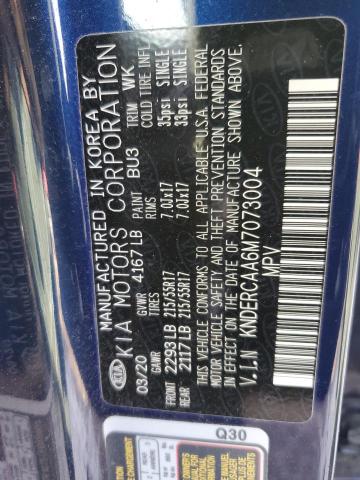 MANUFACTURED IN KOREA BY
KIA KIA MOTORS CORPORATION
03/20 GVWR 4167LB PAINT BU3 TRIM WK
GAWR TIRES RIMS COLD TIRE INFL
FRONT 2293LB 215/55R17 7.0Jx17 33psi SINGLE
REAR 2117LB 215/55R17 7.0Jx17 33psi SINGLE
THIS VEHICLE CONFORMS TO ALL APPLICABLE U.S.A. FEDERAL
MOTOR VEHICLE SAFETY AND THEFT PREVENTION STANDARDS
IN EFFECT ON THE DATE OF MANUFACTURE SHOWN ABOVE.
V.I.N KNDERCAA6M7073004
MPV
Q30